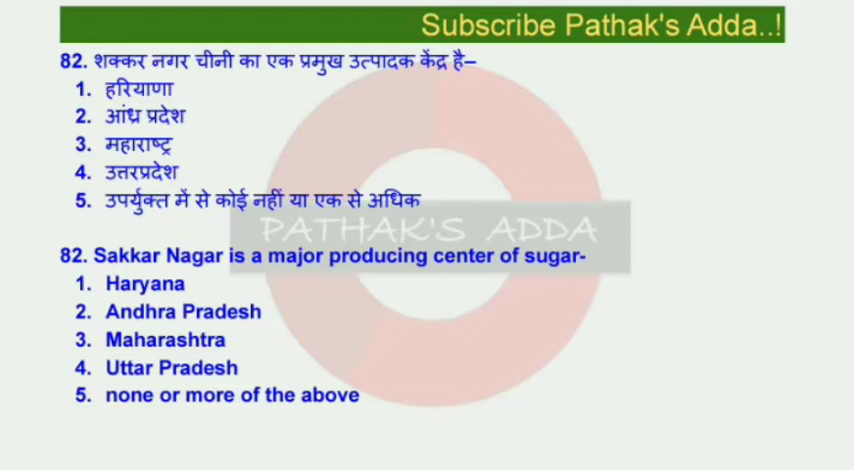 Subscribe Pathak's Adda..!
82. शक्कर नगर चीनी का एक प्रमुख उत्पादक केंद्र है–
1. हरियाणा
2. आंध्र प्रदेश
3. महाराष्ट्र
4. उत्तरप्रदेश
5. उपर्युक्त में से कोई नहीं या एक से अधिक
PATHAK'S ADDA
82. Sakkar Nagar is a major producing center of sugar-
1. Haryana
2. Andhra Pradesh
3. Maharashtra
4. Uttar Pradesh
5. none or more of the above